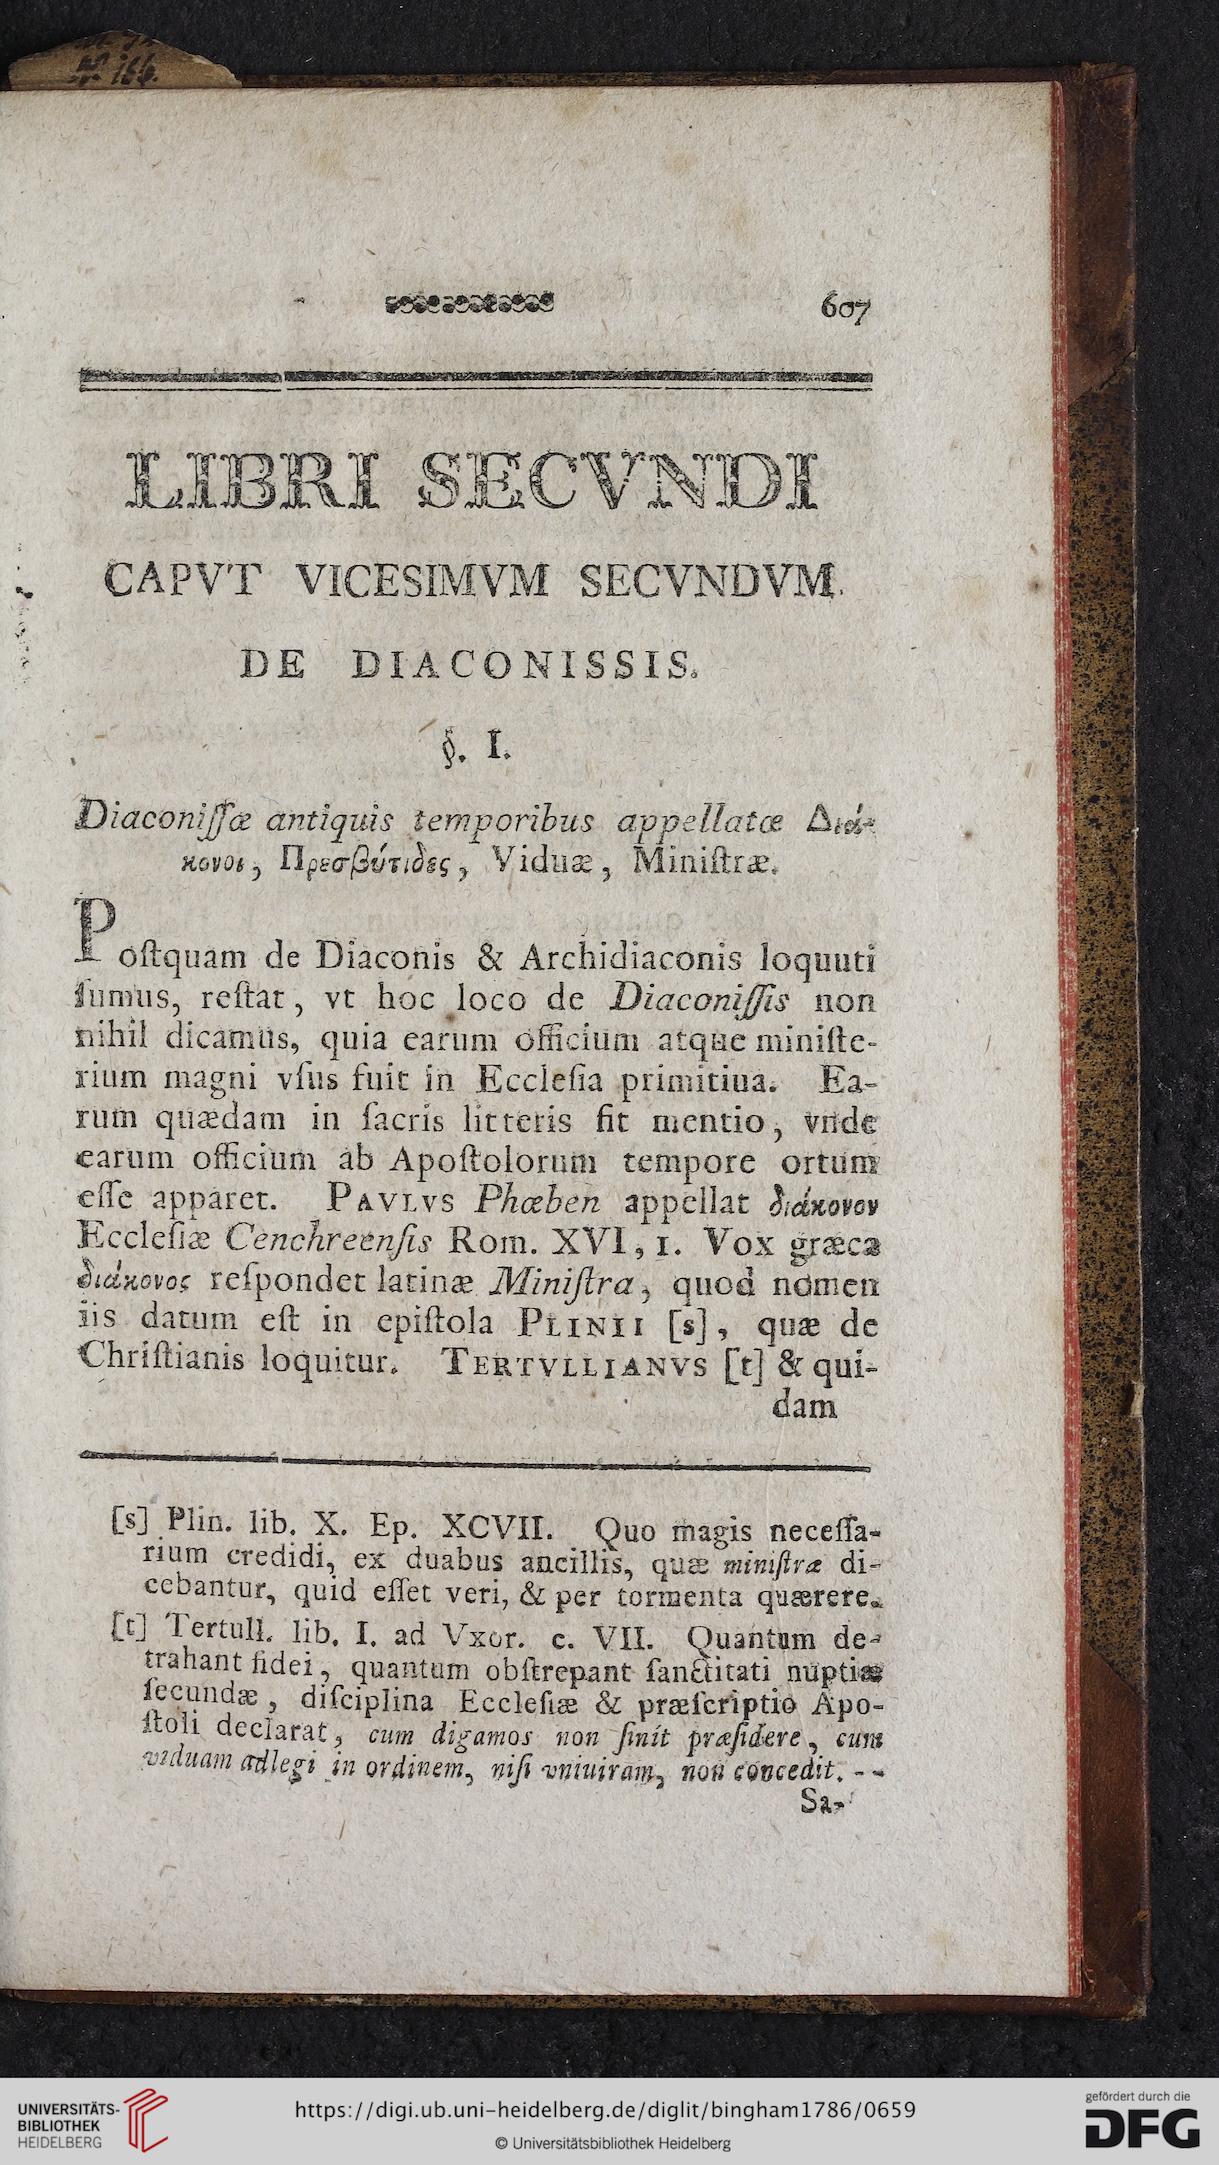 Nº 166.
607
LIBRI SECVNDI
CAPVT VICESIMVM SECVNDVM.
DE DIACONISSIS.
§. I.
Diaconiſſæ antiquis temporibus appellatæ Διά-
κονοι, Πρεσβύτιδες, Viduæ, Miniſtræ.
Poſtquam de Diaconis & Archidiaconis loquuti
ſumus, reſtat, vt hoc loco de Diaconiſſis non
nihil dicamus, quia earum officium atque miniſte-
rium magni vſus fuit in Eccleſia primitiua. Ea-
rum quædam in ſacris litteris fit mentio, vnde
earum officium ab Apoſtolorum tempore ortum
eſſe apparet. PAVLVS Phæben appellat διάκονον
Eccleſiæ Cenchreenſis Rom. XVI, 1. Vox græca
διάκονος reſpondet latinæ Miniſtra, quod nomen
iis datum eſt in epiſtola PLINII [s], quæ de
Chriſtianis loquitur. TERTVLLIANVS [t] & qui-
dam
[s] Plin. lib. X. Ep. XCVII. Quo magis neceſſa-
rium credidi, ex duabus ancillis, quæ miniſtræ di-
cebantur, quid eſſet veri, & per tormenta quærere.
[t] Tertull. lib. I. ad Vxor. c. VII. Quantum de-
trahant fidei, quantum obſtrepant ſanctitati nuptiæ
ſecundæ, diſciplina Eccleſiæ & præſcriptio Apo-
ſtoli declarat, cum digamos non ſinit præſidere, cum
viduam adlegi in ordinem, niſi vniuiram, non concedit. - -
Sa-
UNIVERSITÄTS-
BIBLIOTHEK
HEIDELBERG
https://digi.ub.uni-heidelberg.de/diglit/bingham1786/0659
© Universitätsbibliothek Heidelberg
gefördert durch die
DFG